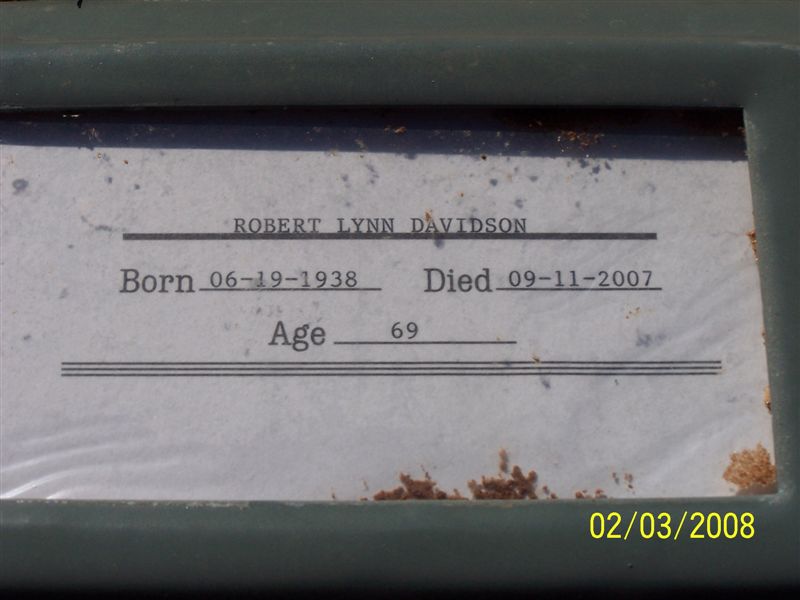 ROBERT LYNN DAVIDSON
Born 06-19-1938 Died 09-11-2007
Age 69
02/03/2008